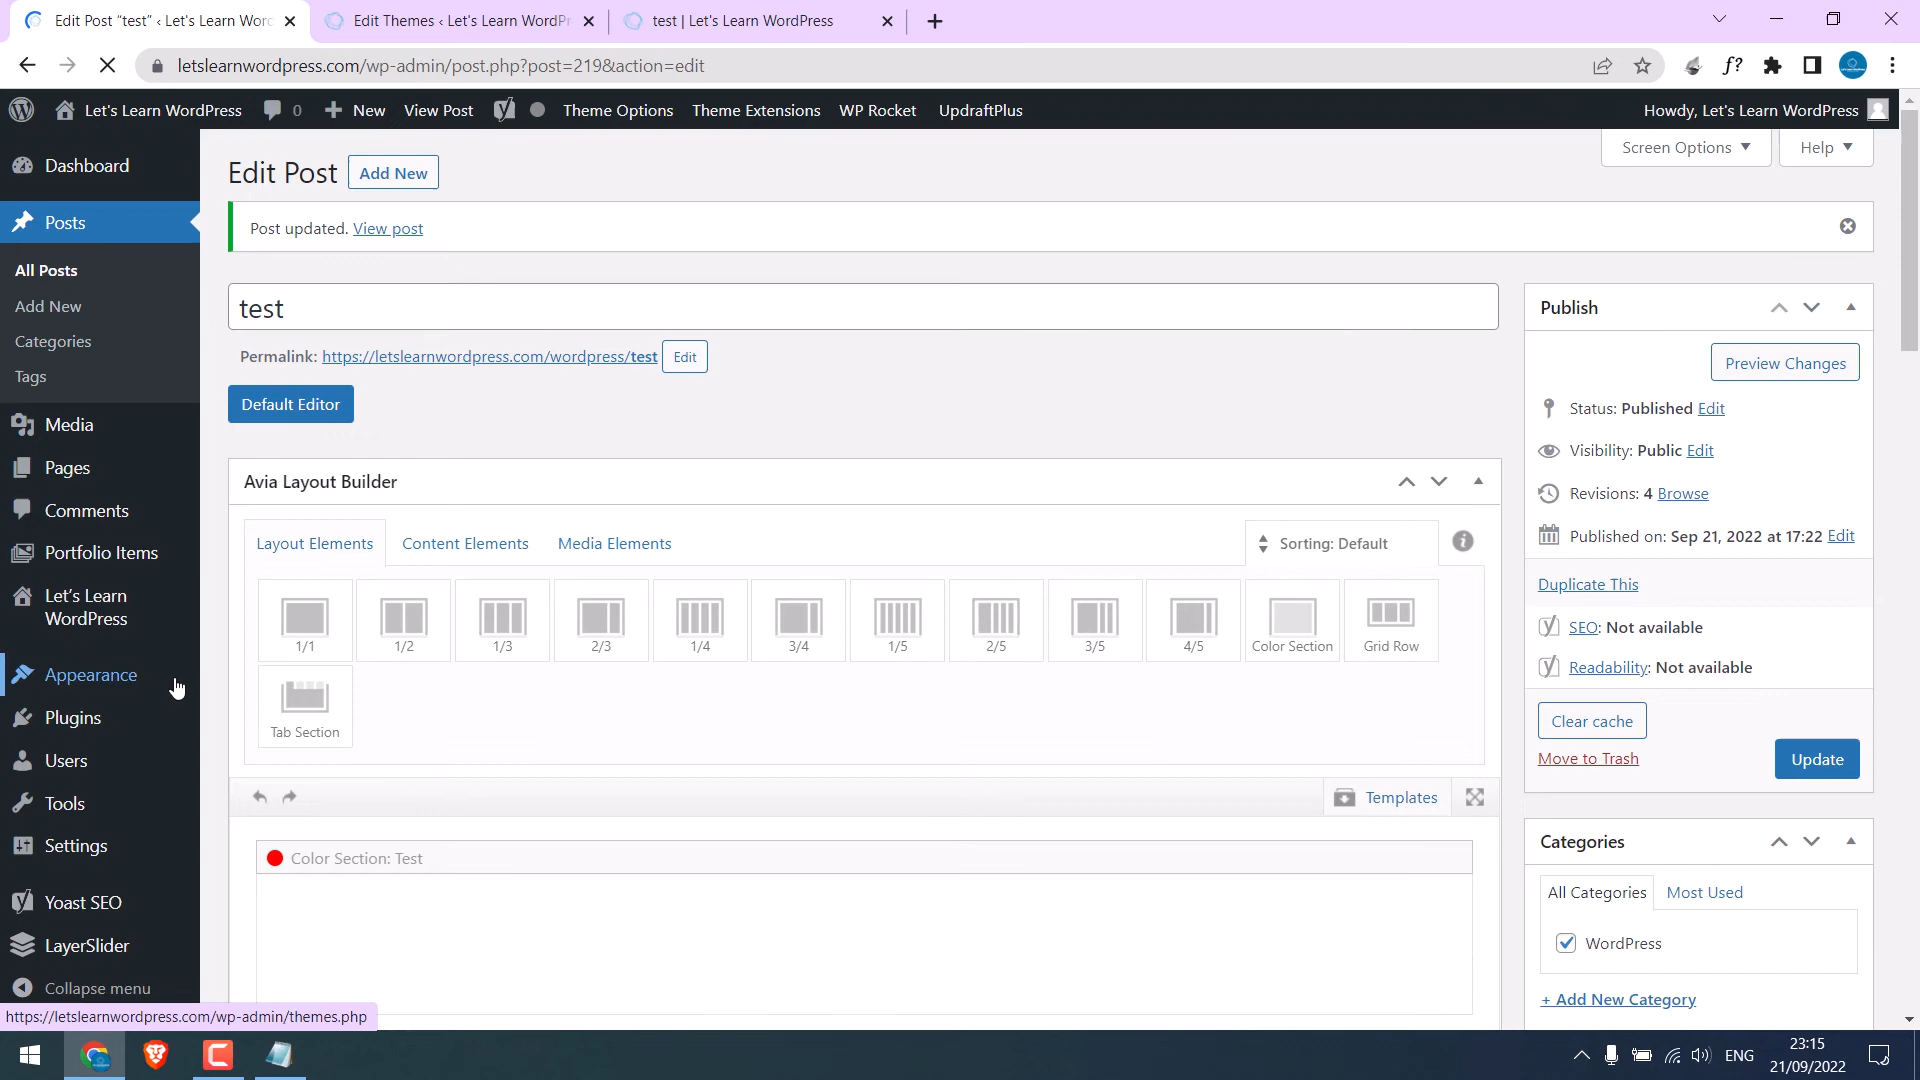 Edit Post “test” ‹ Let's Learn Word
Edit Themes ‹ Let's Learn WordPr
test | Let's Learn WordPress
letslearnwordpress.com/wp-admin/post.php?post=219&action=edit
f?
Let's Learn WordPress
0
New
View Post
Theme Options
Theme Extensions
WP Rocket
UpdraftPlus
Howdy, Let's Learn WordPress
Dashboard
Posts
All Posts
Add New
Categories
Tags
Media
Pages
Comments
Portfolio Items
Let’s Learn
WordPress
Appearance
Plugins
Users
Tools
Settings
Yoast SEO
LayerSlider
Collapse menu
https://letslearnwordpress.com/wp-admin/themes.php
Screen Options
Help
Edit Post
Add New
Post updated. View post
test
Permalink: https://letslearnwordpress.com/wordpress/test
Edit
Default Editor
Avia Layout Builder
Layout Elements
Content Elements
Media Elements
Sorting: Default
1/1
1/2
1/3
2/3
1/4
3/4
1/5
2/5
3/5
4/5
Color Section
Grid Row
Tab Section
Templates
Color Section: Test
Publish
Preview Changes
Status: Published Edit
Visibility: Public Edit
Revisions: 4 Browse
Published on: Sep 21, 2022 at 17:22 Edit
Duplicate This
SEO: Not available
Readability: Not available
Clear cache
Move to Trash
Update
Categories
All Categories
Most Used
WordPress
+ Add New Category
ENG
23:15
21/09/2022